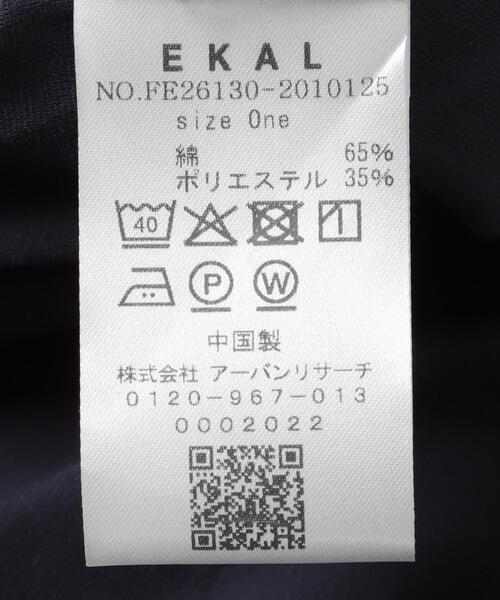 EKAL
NO.FE26130-2010125
size One
綿 65%
ポリエステル 35%
40
P W
中国製
株式会社 アーバンリサーチ
0120-967-013
0002022